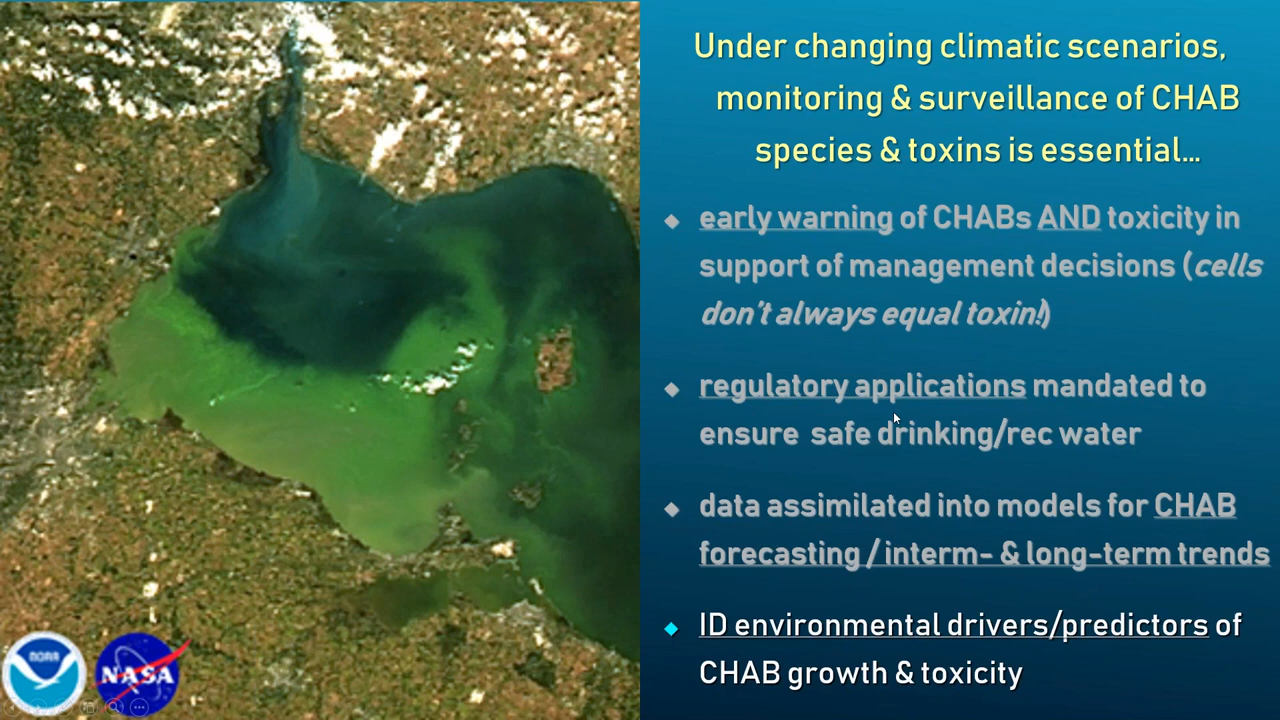 Under changing climatic scenarios,
monitoring & surveillance of CHAB
species & toxins is essential...
early warning of CHABs AND toxicity in
support of management decisions (cells
don't always equal toxin!)
regulatory applications mandated to
ensure safe drinking/rec water
data assimilated into models for CHAB
forecasting / interm- & long-term trends
ID environmental drivers/predictors of
CHAB growth & toxicity
NOAA
NASA